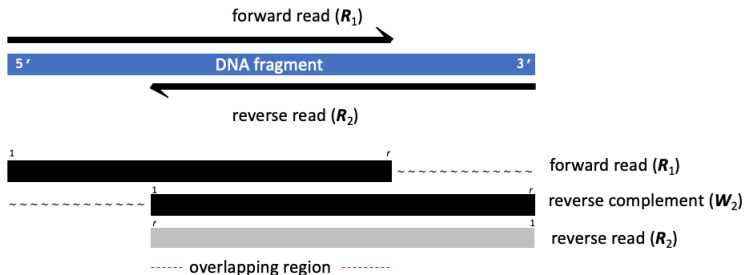 forward read (R₁)
5 ′ DNA fragment 3 ′
reverse read (R₂)
1 r
~~~~~~~~~~~~~ forward read (R₁)
~~~~~~~~~~~~~ 1 r reverse complement (W₂)
r 1 reverse read (R₂)
------ overlapping region -------